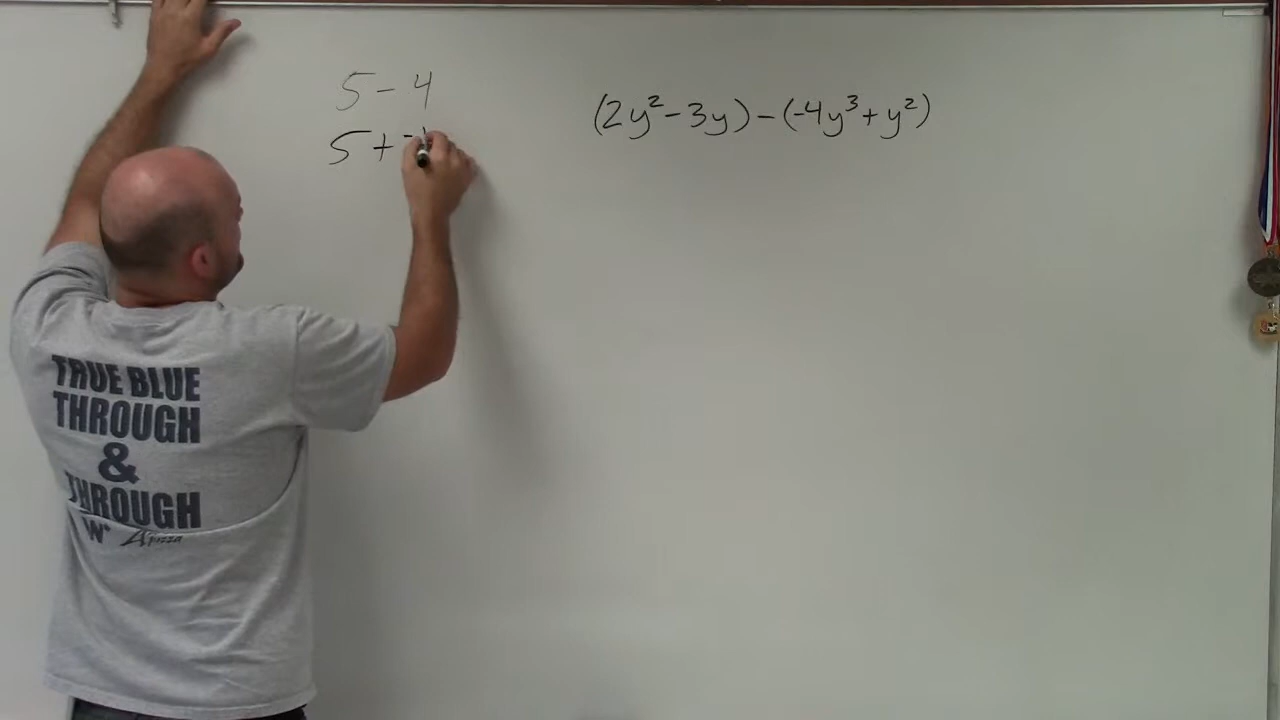 5 - 4
5 +
(2y² - 3y) - (-4y³ + y²)
TRUE BLUE
THROUGH
&
THROUGH